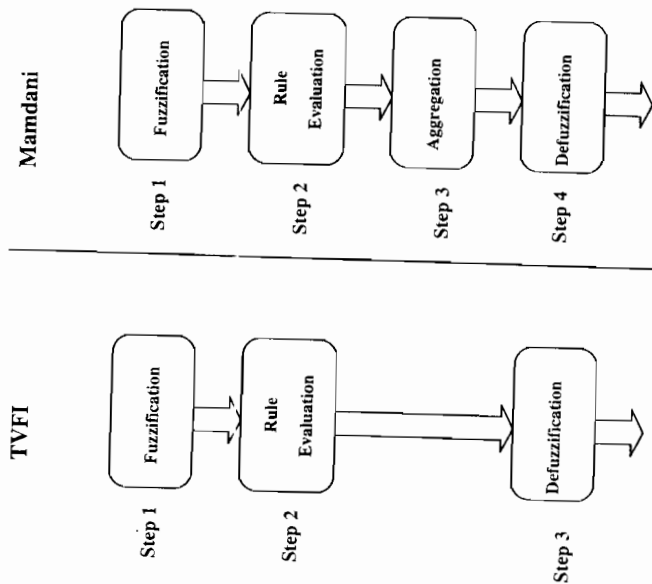 TVFI
Step 1
Fuzzification
Step 2
Rule
Evaluation
Step 3
Defuzzification
Mamdani
Step 1
Fuzzification
Step 2
Rule
Evaluation
Step 3
Aggregation
Step 4
Defuzzification